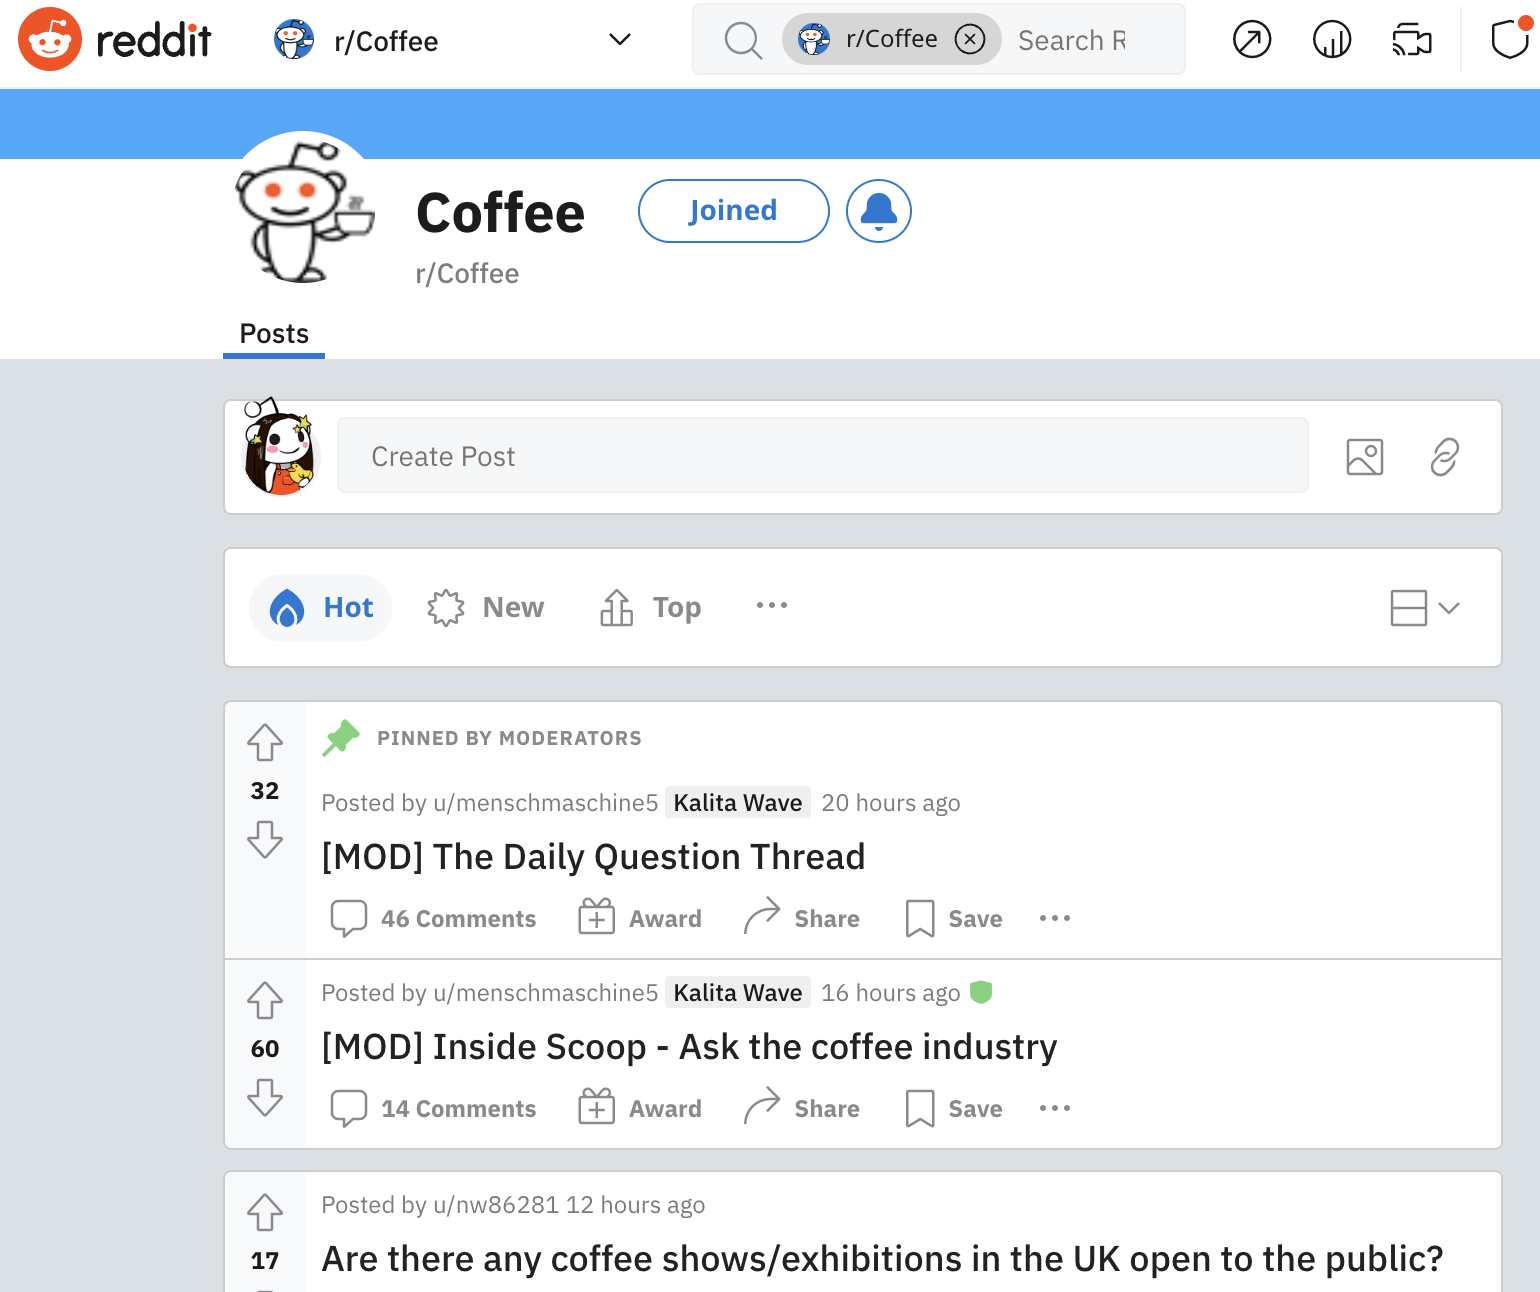 reddit r/Coffee r/Coffee Search R
Coffee Joined
r/Coffee
Posts
Create Post
Hot New Top
PINNED BY MODERATORS
Posted by u/menschmaschine5 Kalita Wave 20 hours ago
32
[MOD] The Daily Question Thread
46 Comments Award Share Save
Posted by u/menschmaschine5 Kalita Wave 16 hours ago
60 [MOD] Inside Scoop - Ask the coffee industry
14 Comments Award Share Save
Posted by u/nw86281 12 hours ago
17 Are there any coffee shows/exhibitions in the UK open to the public?